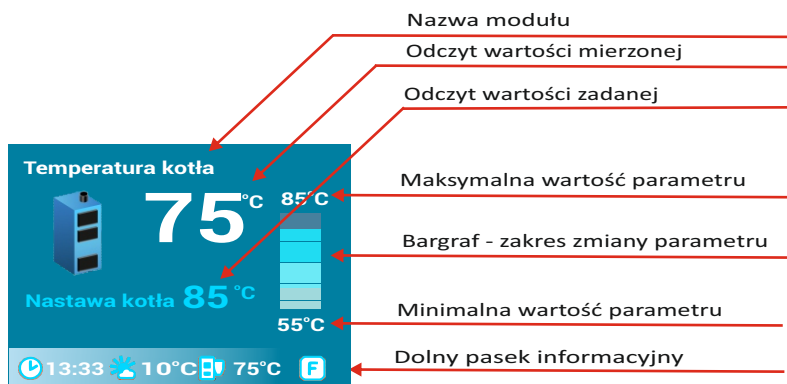 Nazwa modułu
Odczyt wartości mierzonej
Odczyt wartości zadanej
Temperatura kotła
75°C
85°C
Maksymalna wartość parametru
Bargraf - zakres zmiany parametru
Nastawa kotła 85°C
Minimalna wartość parametru
55°C
Dolny pasek informacyjny
13:33 10°C 75°C F